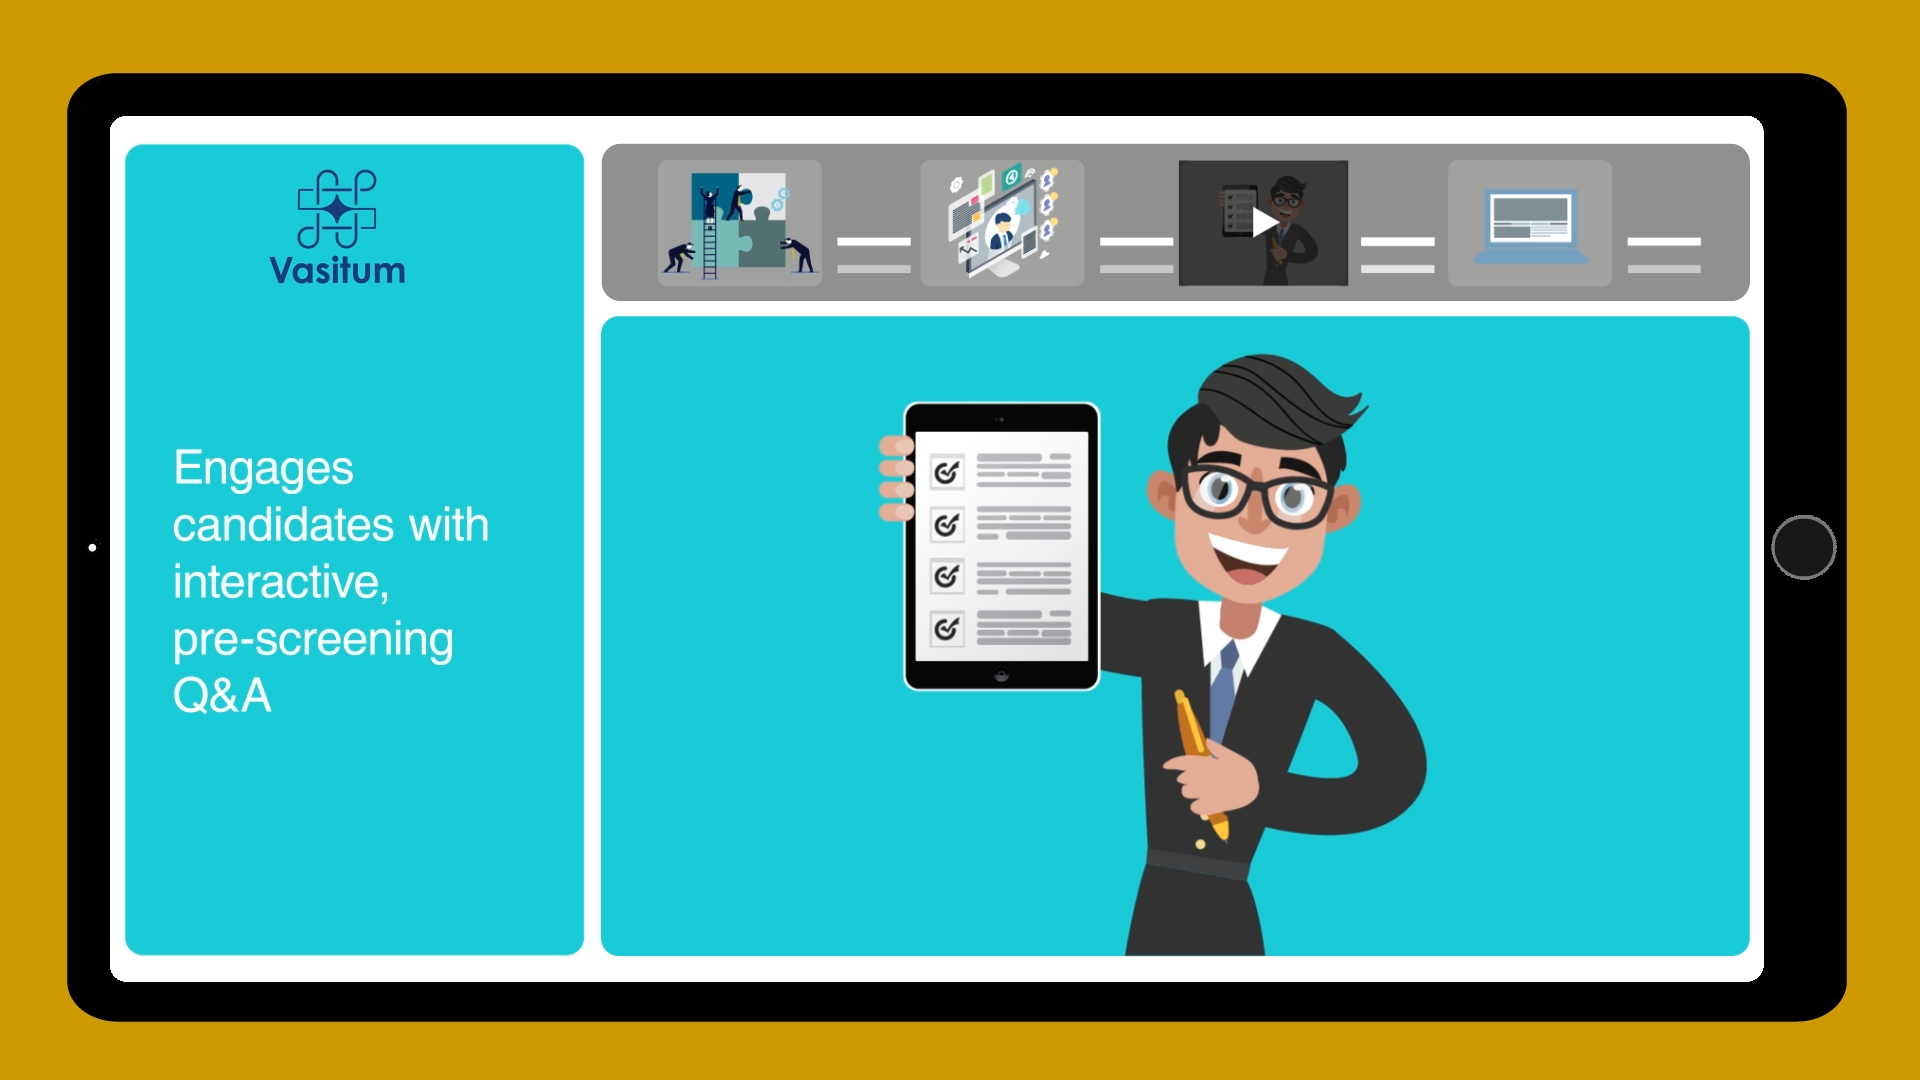 Vasitum
Engages
candidates with
interactive,
pre-screening
Q&A